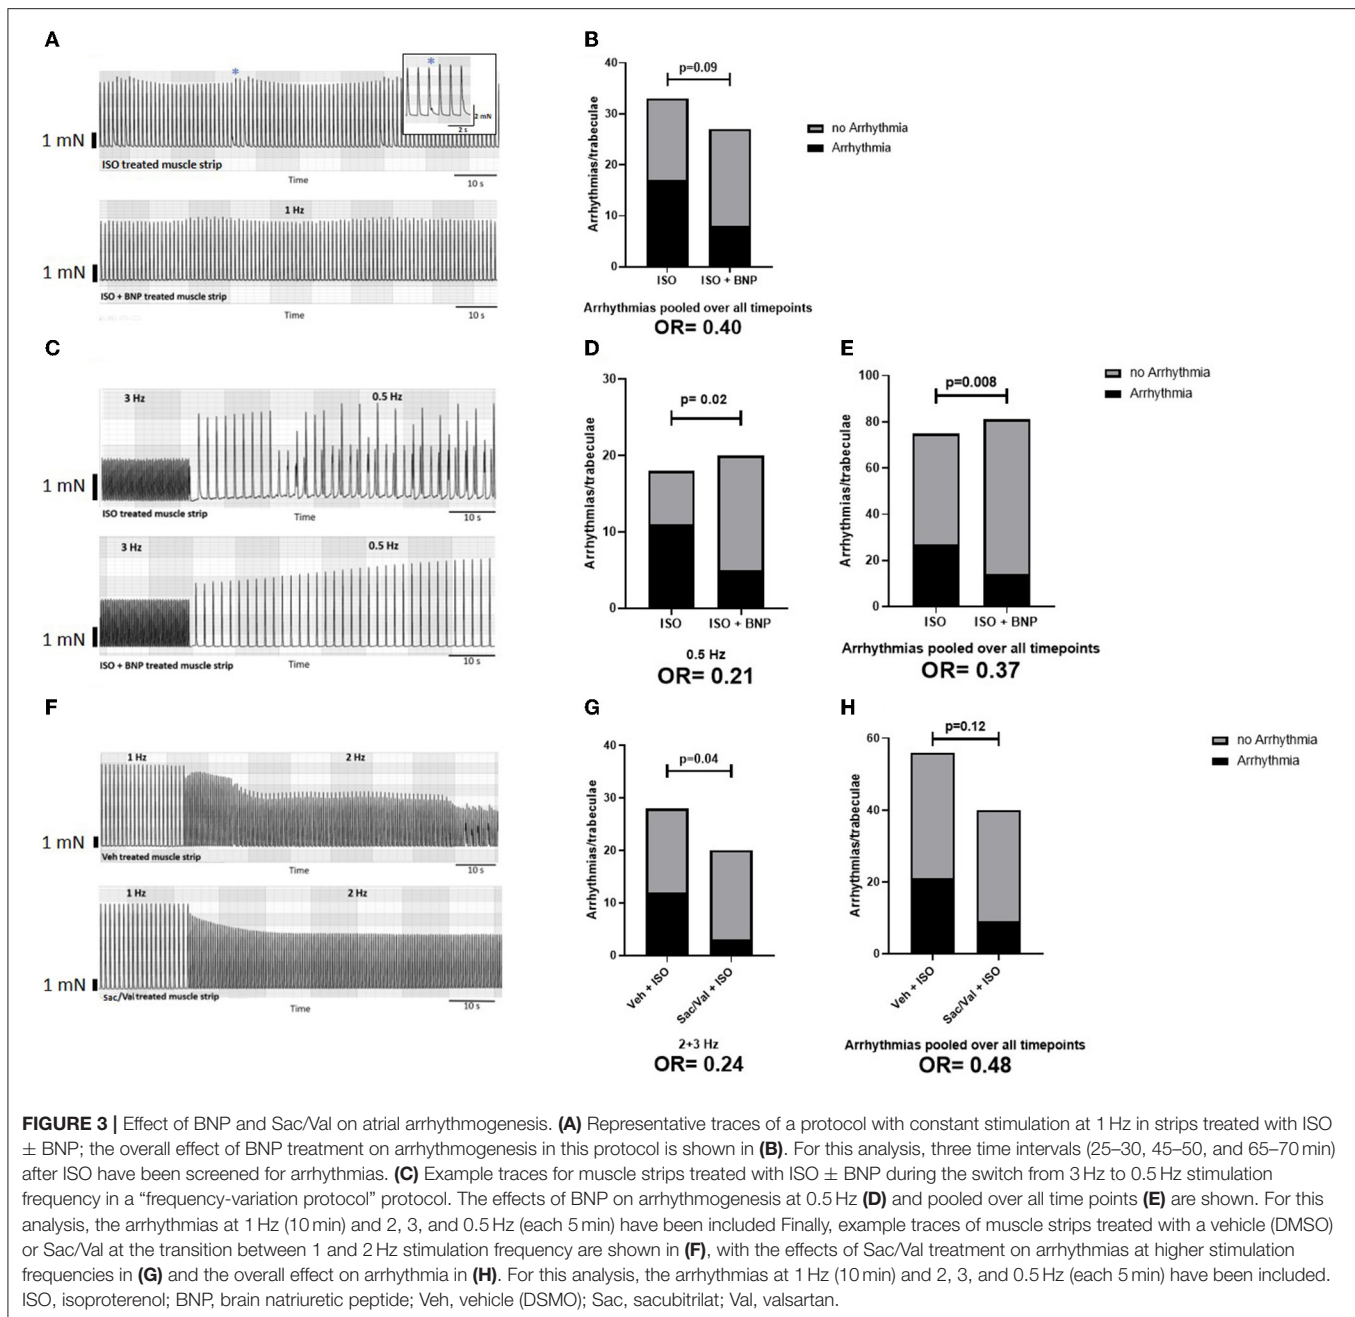 A
*
*
2 mN
2 s
1 mN
ISO treated muscle strip
Time
10 s
1 Hz
1 mN
ISO + BNP treated muscle strip
Time
10 s
B
40
30
20
10
0
Arrhythmias/trabeculae
p=0.09
ISO
ISO + BNP
no Arrhythmia
Arrhythmia
Arrhythmias pooled over all timepoints
OR= 0.40
C
3 Hz
0.5 Hz
1 mN
ISO treated muscle strip
Time
10 s
3 Hz
0.5 Hz
1 mN
ISO + BNP treated muscle strip
Time
10 s
D
30
20
10
0
Arrhythmias/trabeculae
p= 0.02
ISO
ISO + BNP
0.5 Hz
OR= 0.21
E
100
80
60
40
20
0
Arrhythmias/trabeculae
p=0.008
ISO
ISO + BNP
no Arrhythmia
Arrhythmia
Arrhythmias pooled over all timepoints
OR= 0.37
F
1 Hz
2 Hz
1 mN
Veh treated muscle strip
Time
10 s
1 Hz
2 Hz
1 mN
Sac/Val treated muscle strip
Time
10 s
G
40
30
20
10
0
Arrhythmias/trabeculae
p=0.04
Veh + ISO
Sac/Val + ISO
2+3 Hz
OR= 0.24
H
60
40
20
0
Arrhythmias/trabeculae
p=0.12
Veh + ISO
Sac/Val + ISO
no Arrhythmia
Arrhythmia
Arrhythmias pooled over all timepoints
OR= 0.48
FIGURE 3 | Effect of BNP and Sac/Val on atrial arrhythmogenesis. (A) Representative traces of a protocol with constant stimulation at 1 Hz in strips treated with ISO
± BNP; the overall effect of BNP treatment on arrhythmogenesis in this protocol is shown in (B). For this analysis, three time intervals (25–30, 45–50, and 65–70 min)
after ISO have been screened for arrhythmias. (C) Example traces for muscle strips treated with ISO ± BNP during the switch from 3 Hz to 0.5 Hz stimulation
frequency in a “frequency-variation protocol” protocol. The effects of BNP on arrhythmogenesis at 0.5 Hz (D) and pooled over all time points (E) are shown. For this
analysis, the arrhythmias at 1 Hz (10 min) and 2, 3, and 0.5 Hz (each 5 min) have been included Finally, example traces of muscle strips treated with a vehicle (DMSO)
or Sac/Val at the transition between 1 and 2 Hz stimulation frequency are shown in (F), with the effects of Sac/Val treatment on arrhythmias at higher stimulation
frequencies in (G) and the overall effect on arrhythmia in (H). For this analysis, the arrhythmias at 1 Hz (10 min) and 2, 3, and 0.5 Hz (each 5 min) have been included.
ISO, isoproterenol; BNP, brain natriuretic peptide; Veh, vehicle (DSMO); Sac, sacubitrilat; Val, valsartan.